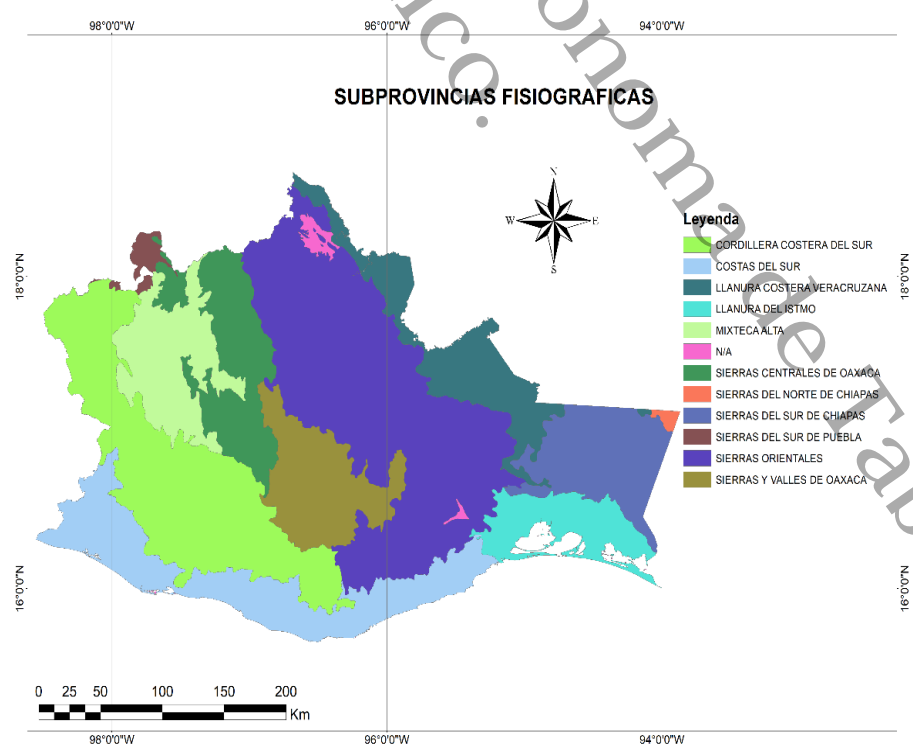 98°0'0"W 96°0'0"W 94°0'0"W
SUBPROVINCIAS FISIOGRAFICAS
N
W E
S
Leyenda
CORDILLERA COSTERA DEL SUR
COSTAS DEL SUR
LLANURA COSTERA VERACRUZANA
LLANURA DEL ISTMO
MIXTECA ALTA
N/A
SIERRAS CENTRALES DE OAXACA
SIERRAS DEL NORTE DE CHIAPAS
SIERRAS DEL SUR DE CHIAPAS
SIERRAS DEL SUR DE PUEBLA
SIERRAS ORIENTALES
SIERRAS Y VALLES DE OAXACA
18°0'0"N 18°0'0"N
16°0'0"N 16°0'0"N
0 25 50 100 150 200
Km
98°0'0"W 96°0'0"W 94°0'0"W
ico.
onoma de Tab